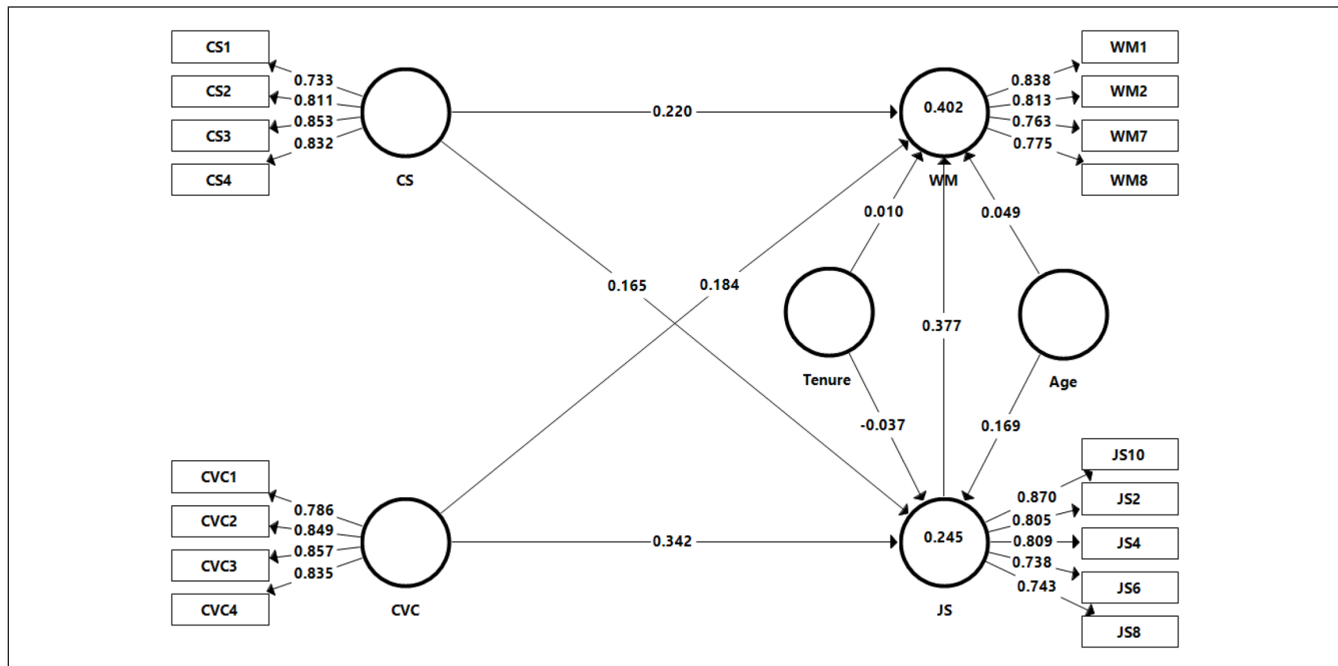 CS1
CS2
CS3
CS4
0.733
0.811
0.853
0.832
CS
0.220
0.402
WM
0.838
0.813
0.763
0.775
WM1
WM2
WM7
WM8
0.010
0.049
0.165
0.184
0.377
Tenure
Age
-0.037
0.169
CVC1
CVC2
CVC3
CVC4
0.786
0.849
0.857
0.835
CVC
0.342
0.245
JS
0.870
0.805
0.809
0.738
0.743
JS10
JS2
JS4
JS6
JS8